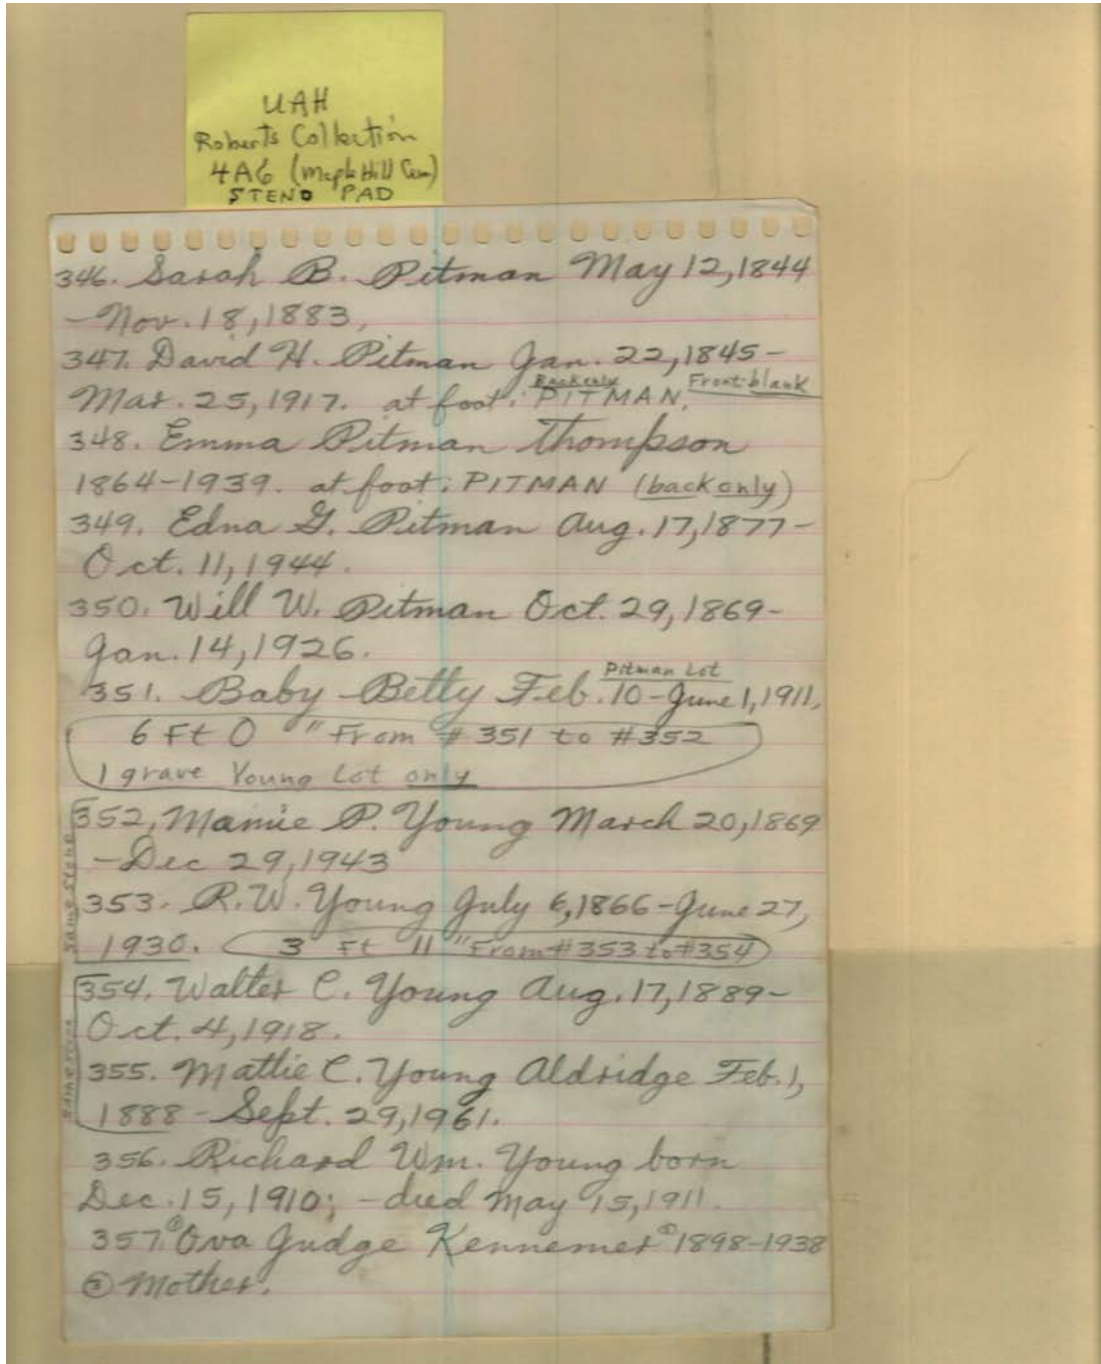 UAH
Roberts Collection
4A6 (Maple Hill Cem)
STENO PAD
346. Sarah B. Pitman May 12, 1844
- Nov. 18, 1883,
347. David H. Pitman Jan. 22, 1845 -
Back only Front-blank
Mar. 25, 1917. at foot: PITMAN.
348. Emma Pitman Thompson
1864-1939. at foot: PITMAN (back only)
349. Edna G. Pitman Aug. 17, 1877 -
Oct. 11, 1944.
350. Will W. Pitman Oct. 29, 1869 -
Jan. 14, 1926.
Pitman Lot
351. Baby Betty Feb. 10 - June 1, 1911.
6 Ft 0 " From #351 to #352
1 grave Young Lot only
352, Mamie P. Young March 20, 1869
- Dec 29, 1943
353. R.W. Young July 6, 1866 - June 27,
1930. 3 Ft 11 " From #353 to #354
Same Stone
354. Walter C. Young Aug. 17, 1889 -
Oct. 4, 1918.
355. Mattie C. Young Aldridge Feb. 1,
1888 - Sept. 29, 1961.
Same Stone
356. Richard Wm. Young born
Dec. 15, 1910; - died May 15, 1911.
357. Ova Judge Kennemer 1898-1938
Mother.